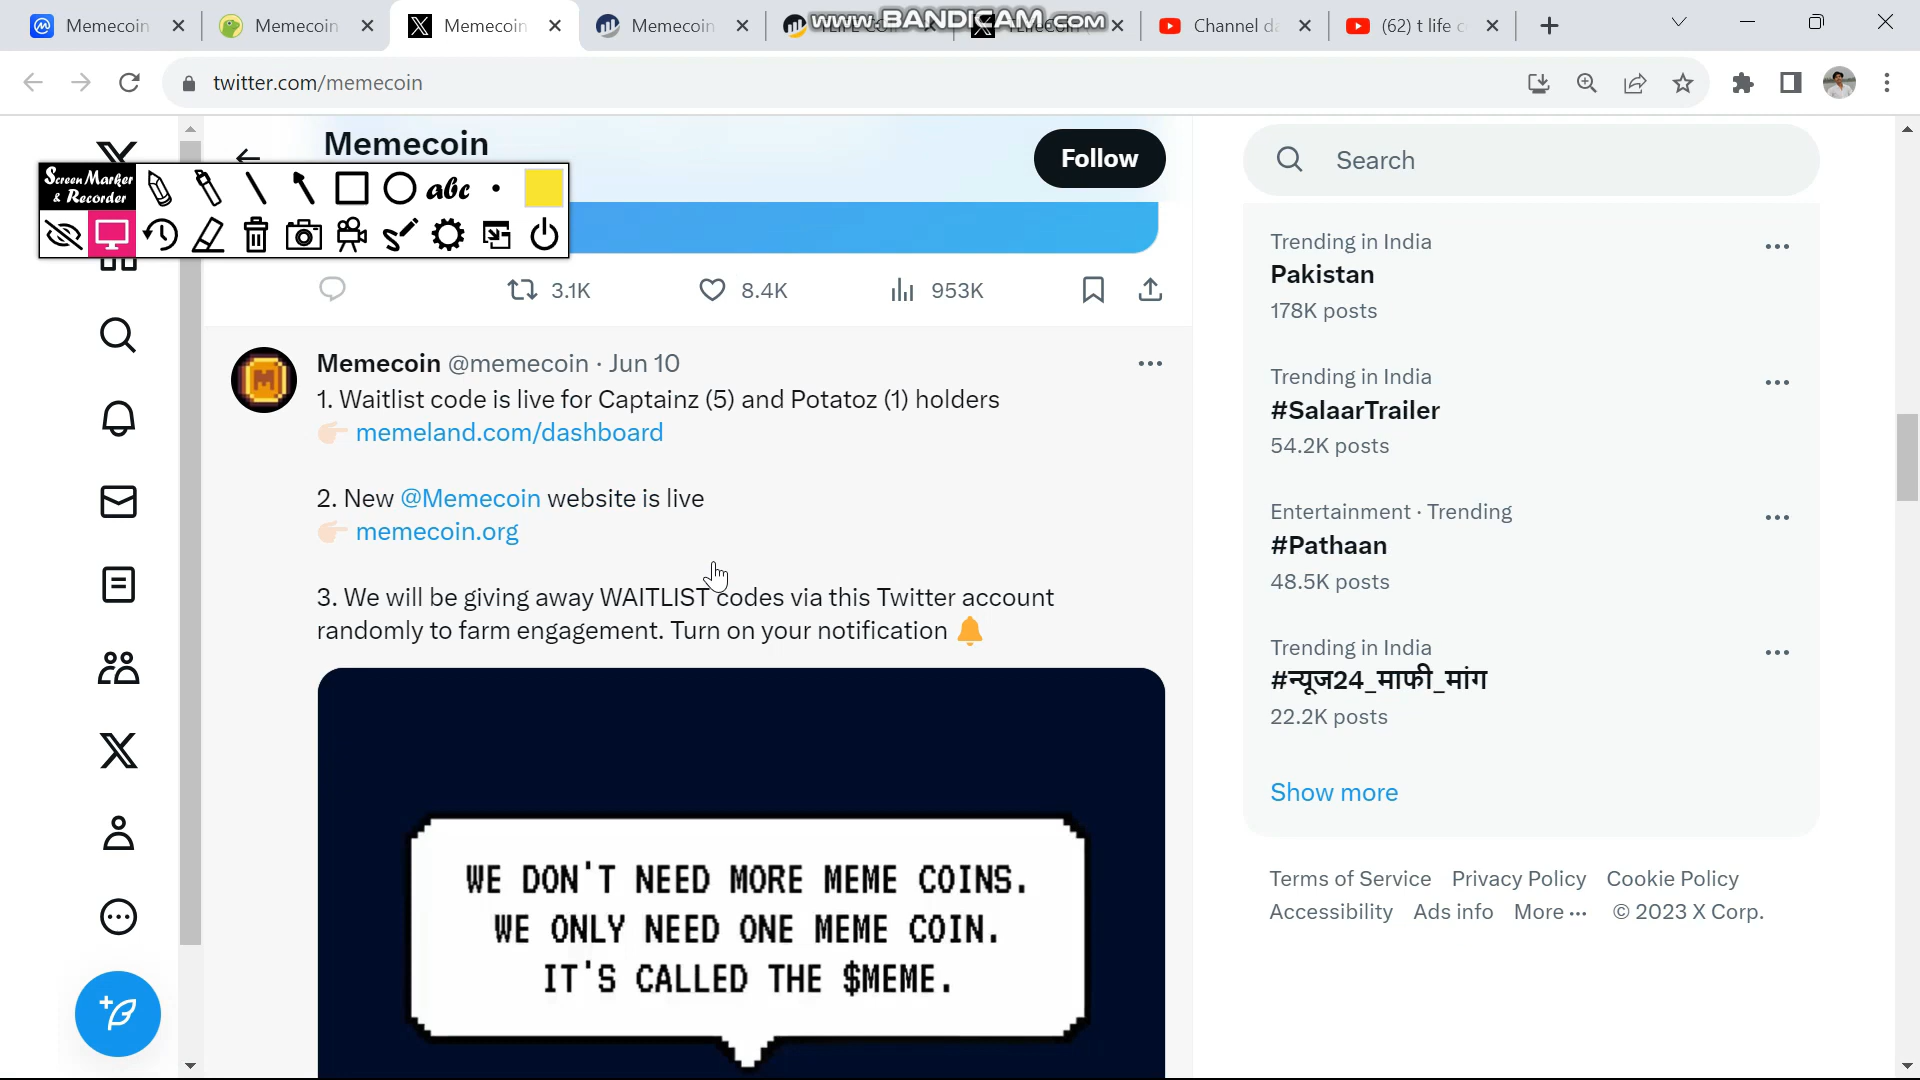 Memecoin
Memecoin
Memecoin
Memecoin
www.BANDICAM.com
Channel da
(62) t life c
twitter.com/memecoin
Memecoin
Follow
Search
Screen Marker
& Recorder
abc
3.1K
8.4K
953K
Memecoin @memecoin · Jun 10
1. Waitlist code is live for Captainz (5) and Potatoz (1) holders
👉🏻 memeland.com/dashboard
2. New @Memecoin website is live
👉🏻 memecoin.org
3. We will be giving away WAITLIST codes via this Twitter account
randomly to farm engagement. Turn on your notification 🔔
WE DON'T NEED MORE MEME COINS.
WE ONLY NEED ONE MEME COIN.
IT'S CALLED THE $MEME.
Trending in India
Pakistan
178K posts
Trending in India
#SalaarTrailer
54.2K posts
Entertainment · Trending
#Pathaan
48.5K posts
Trending in India
#न्यूज24_माफी_मांग
22.2K posts
Show more
Terms of Service Privacy Policy Cookie Policy
Accessibility Ads info More ··· © 2023 X Corp.